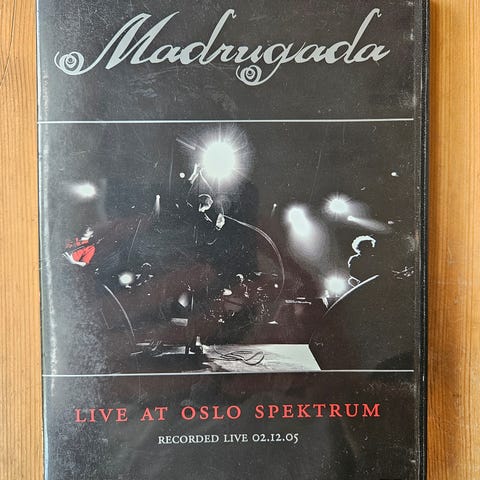 Madrugada
LIVE AT OSLO SPEKTRUM
RECORDED LIVE 02.12.05